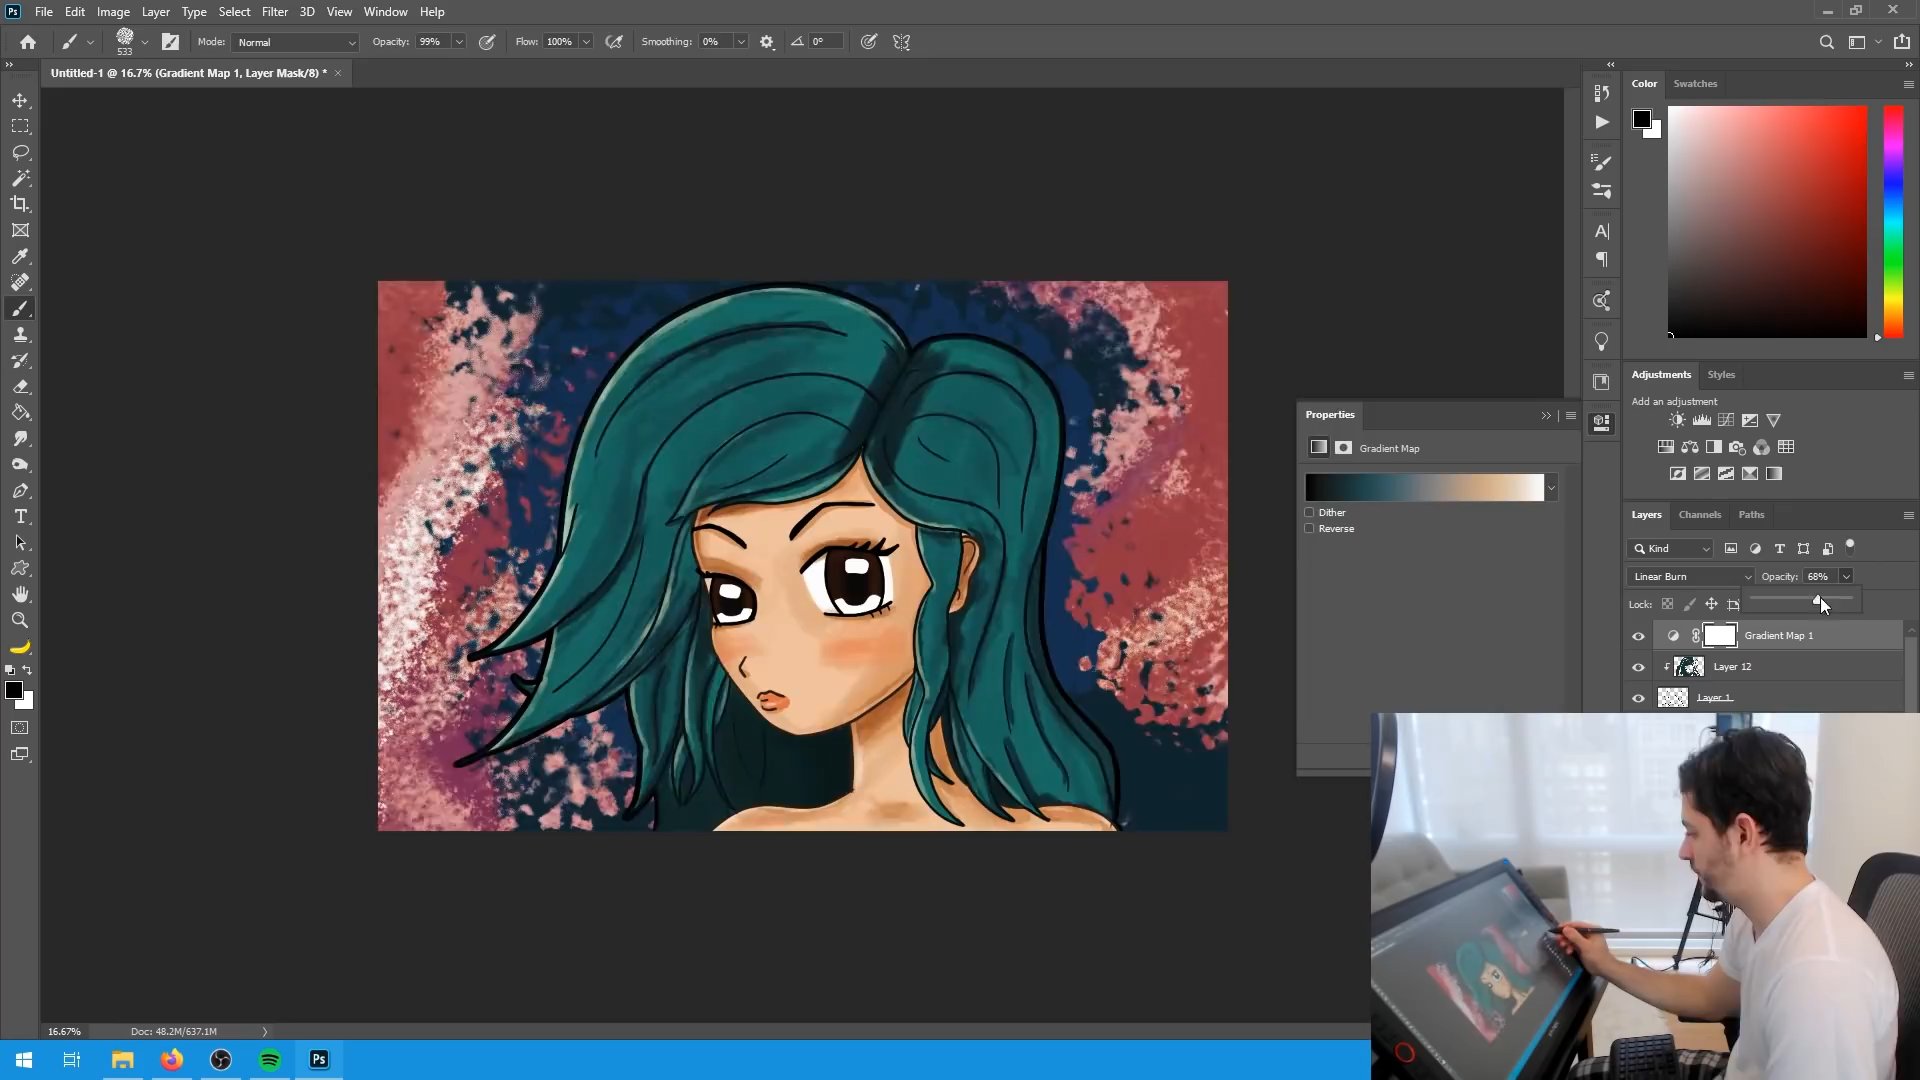 Ps File Edit Image Layer Type Select Filter 3D View Window Help
533 Mode: Normal Opacity: 99% Flow: 100% Smoothing: 0% 0°
Untitled-1 @ 16.7% (Gradient Map 1, Layer Mask/8) * ×
Color Swatches
Adjustments Styles
Add an adjustment
Properties
Gradient Map
Dither
Reverse
Layers Channels Paths
Kind
Linear Burn Opacity: 68%
Lock:
Gradient Map 1
Layer 12
Layer 1
16.67% Doc: 48.2M/637.1M
Ps